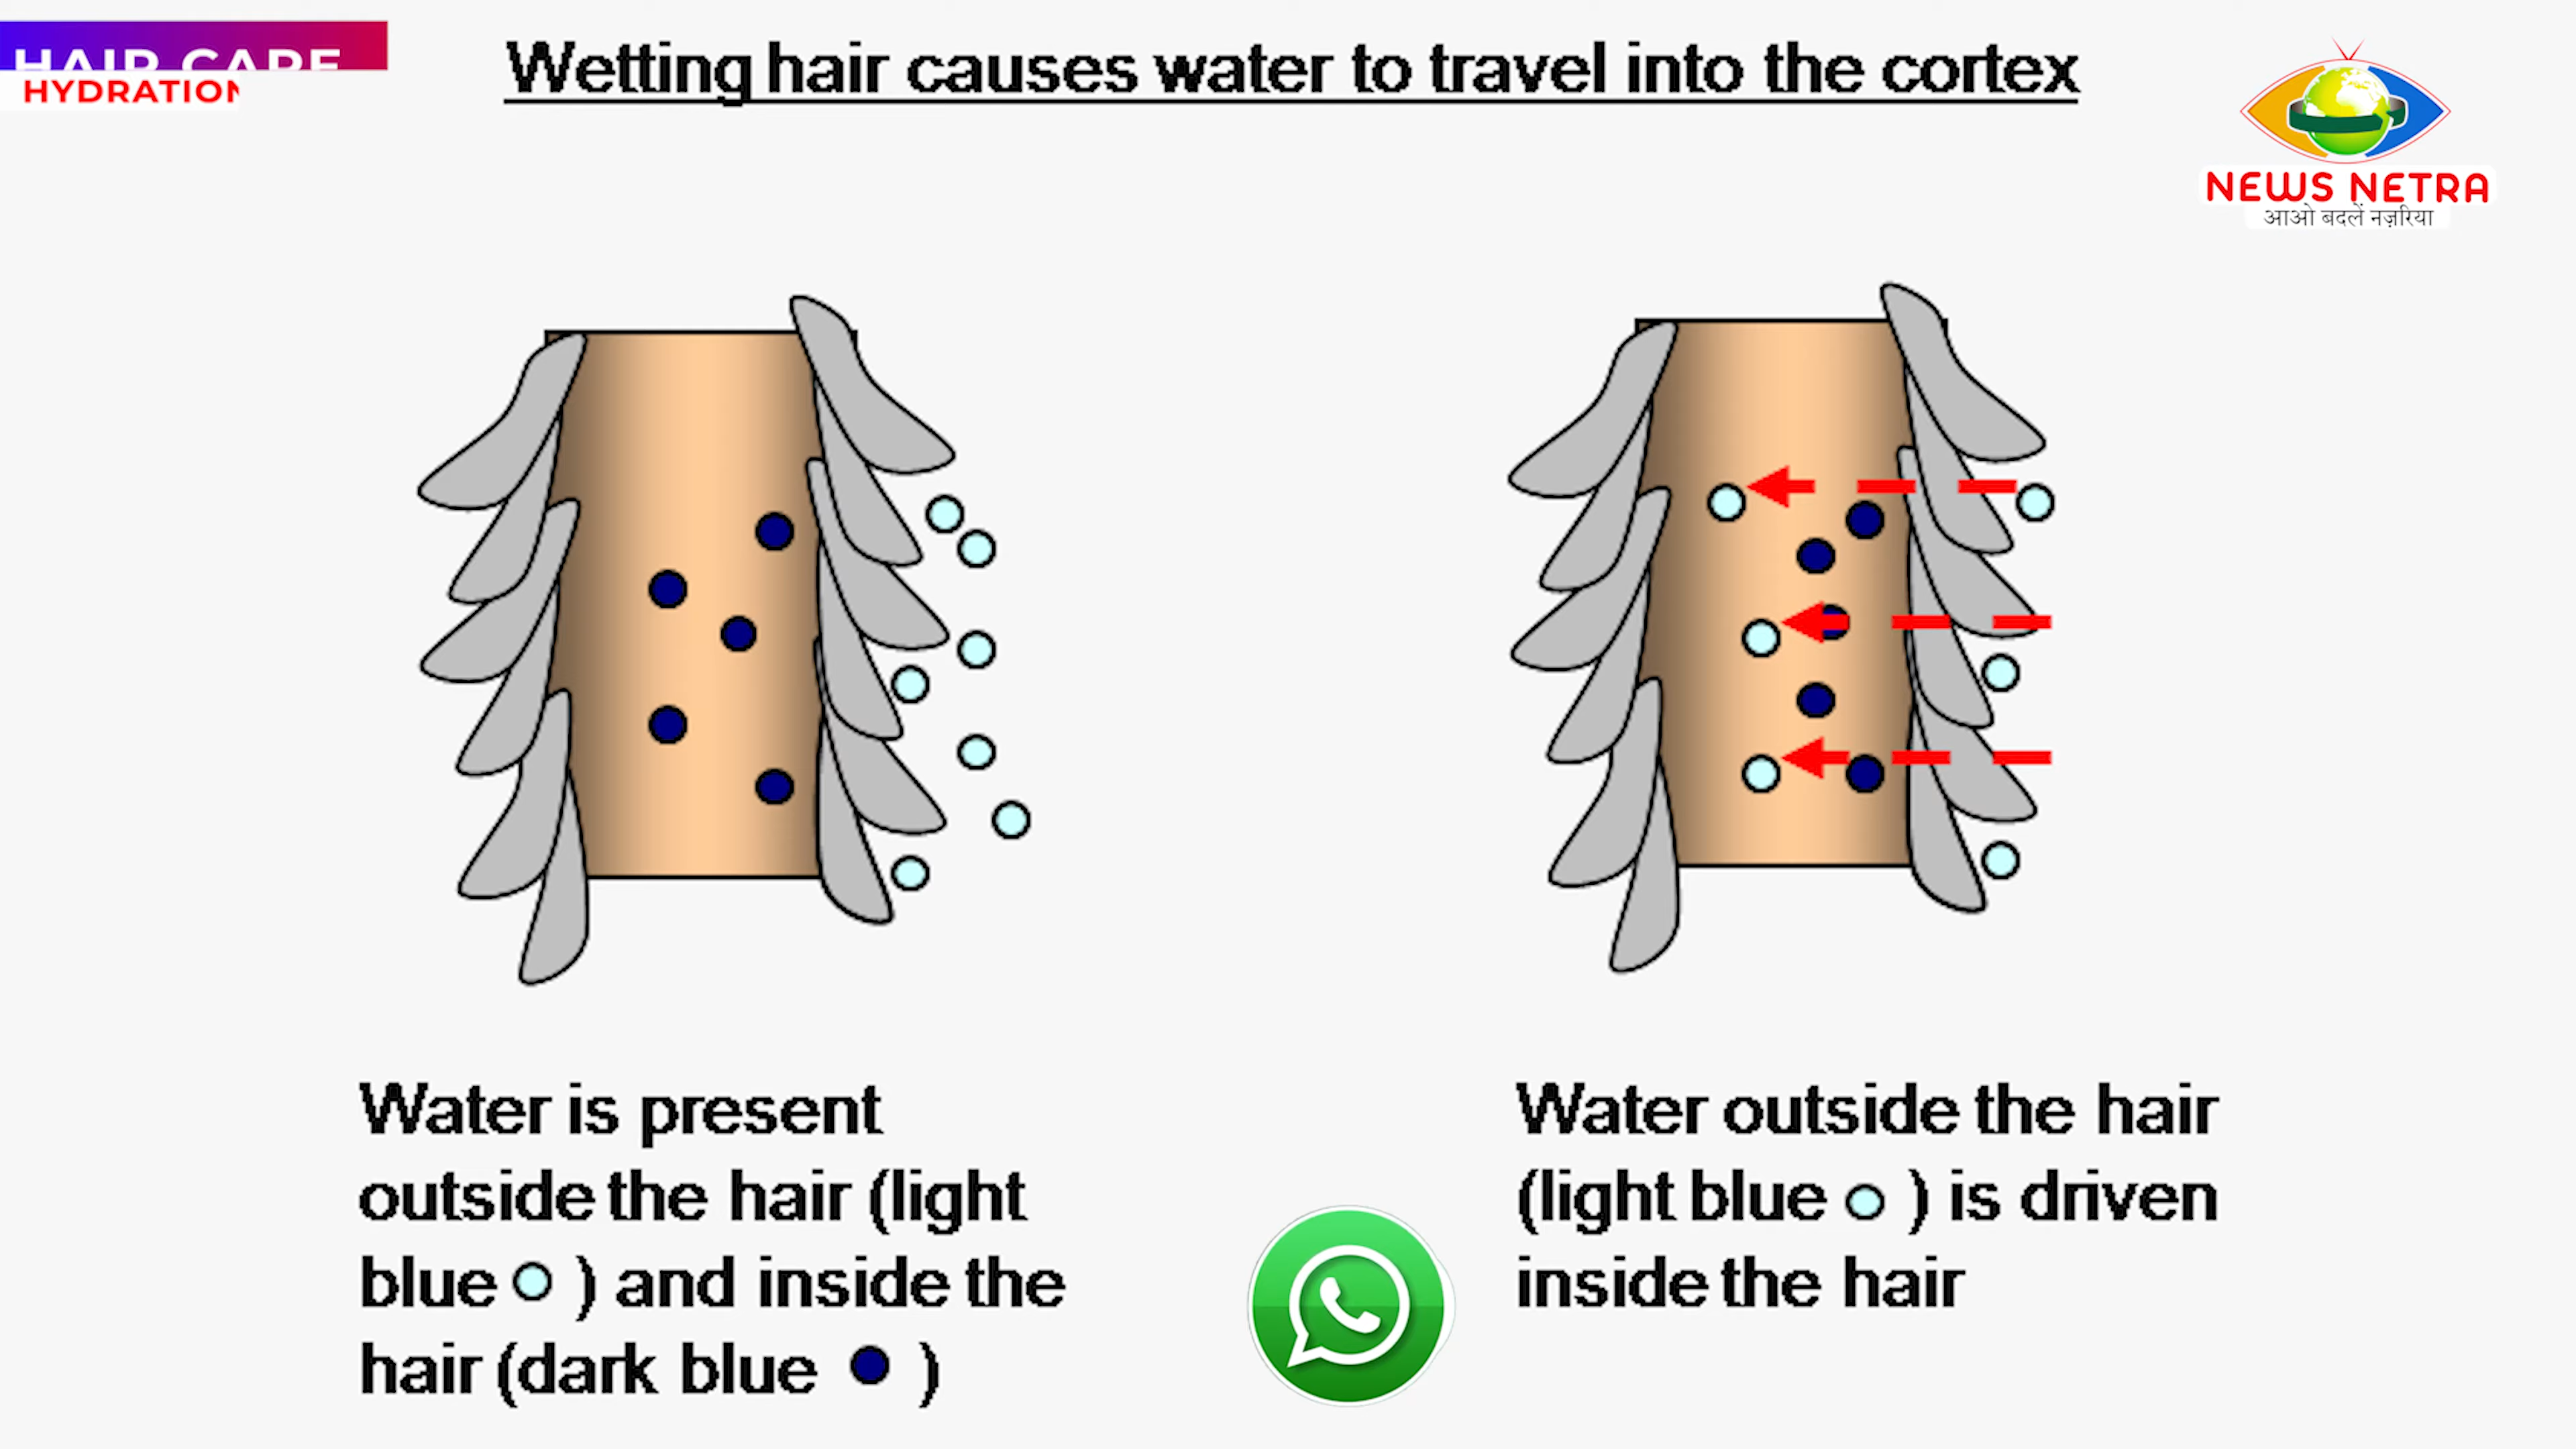 HAIR CARE
HYDRATION
Wetting hair causes water to travel into the cortex
NEWS NETRA
आओ बदलें नज़रिया
Water is present
outside the hair (light
blue ) and inside the
hair (dark blue )
Water outside the hair
(light blue ) is driven
inside the hair